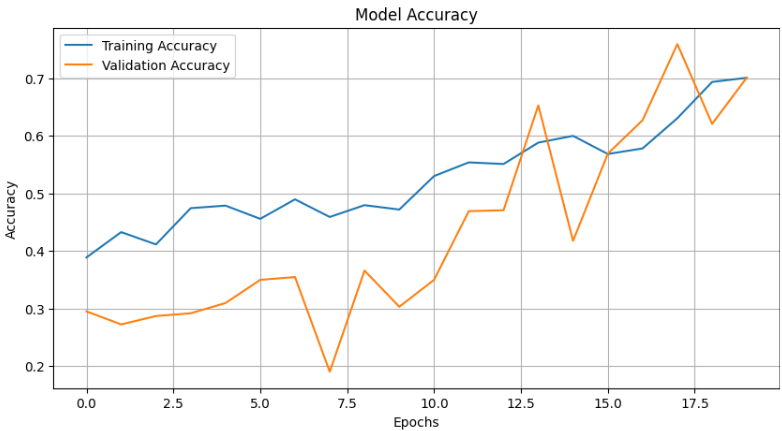 Model Accuracy
Training Accuracy
Validation Accuracy
Accuracy
0.7
0.6
0.5
0.4
0.3
0.2
0.0 2.5 5.0 7.5 10.0 12.5 15.0 17.5
Epochs